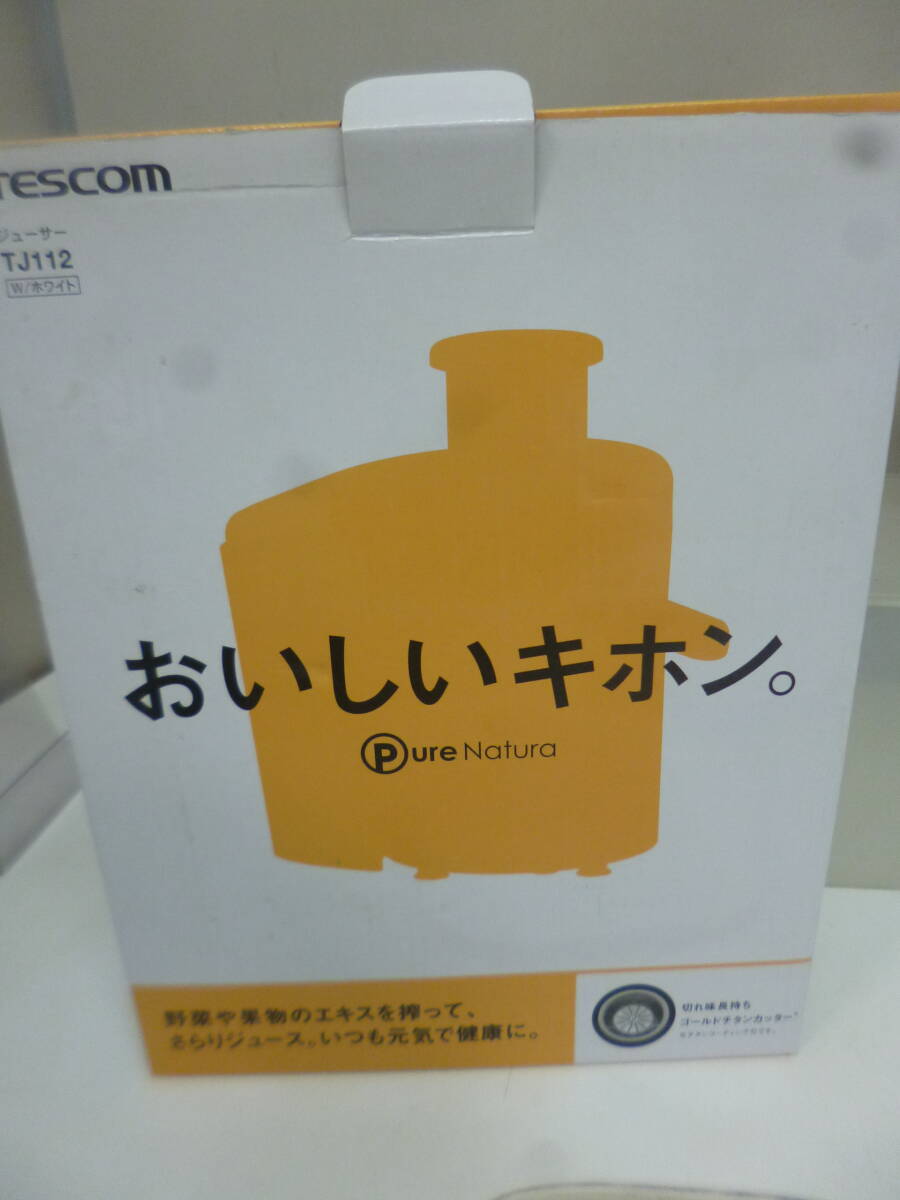 TESCOM
ジューサー
TJ112
W/ホワイト
おいしいキホン。
Pure Natura
野菜や果物のエキスを搾って、
さらりジュース。いつも元気で健康に。
切れ味長持ち
ゴールドチタンカッター*